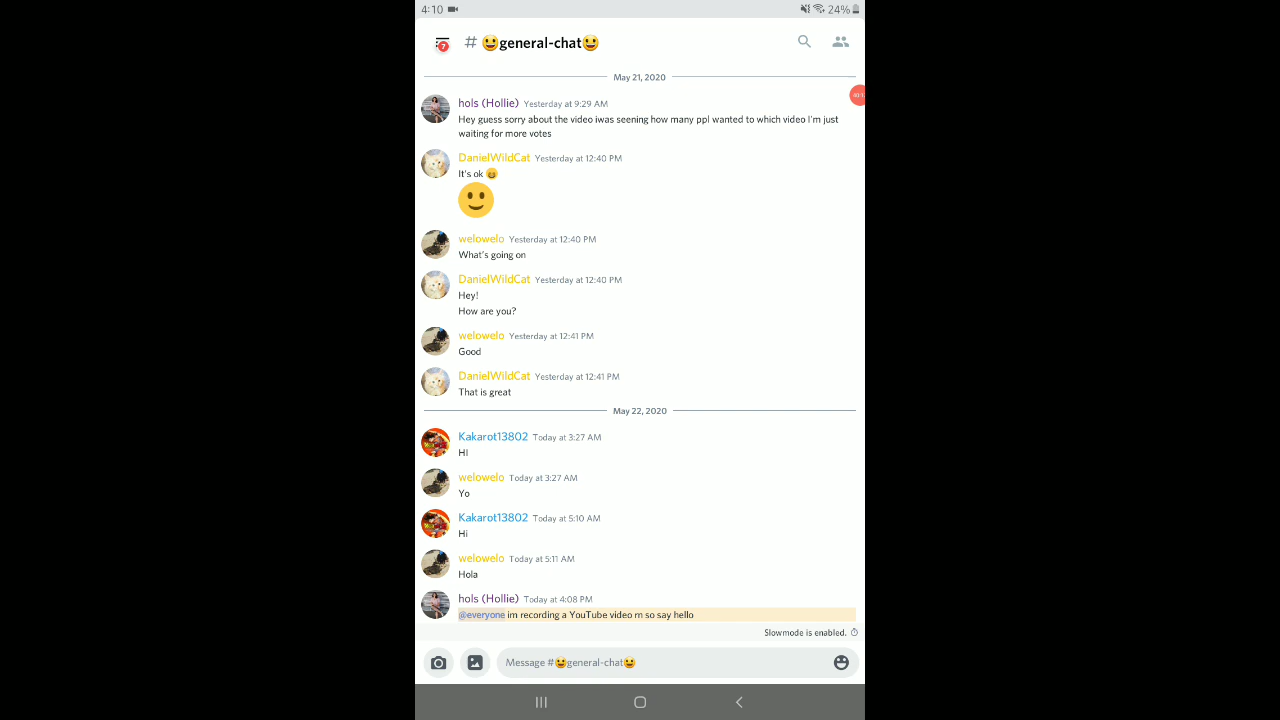 4:10
24%
7
# 😀general-chat😀
May 21, 2020
hols (Hollie) Yesterday at 9:29 AM
Hey guess sorry about the video iwas seening how many ppl wanted to which video I'm just
waiting for more votes
DanielWildCat Yesterday at 12:40 PM
It's ok 😄
🙂
welowelo Yesterday at 12:40 PM
What's going on
DanielWildCat Yesterday at 12:40 PM
Hey!
How are you?
welowelo Yesterday at 12:41 PM
Good
DanielWildCat Yesterday at 12:41 PM
That is great
May 22, 2020
Kakarot13802 Today at 3:27 AM
HI
welowelo Today at 3:27 AM
Yo
Kakarot13802 Today at 5:10 AM
Hi
welowelo Today at 5:11 AM
Hola
hols (Hollie) Today at 4:08 PM
@everyone im recording a YouTube video rn so say hello
Slowmode is enabled.
Message #😀general-chat😀